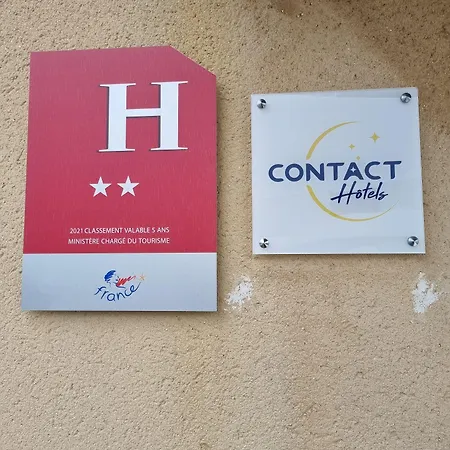 H
2021 CLASSEMENT VALABLE 5 ANS
MINISTÈRE CHARGÉ DU TOURISME
france
CONTACT
Hôtels